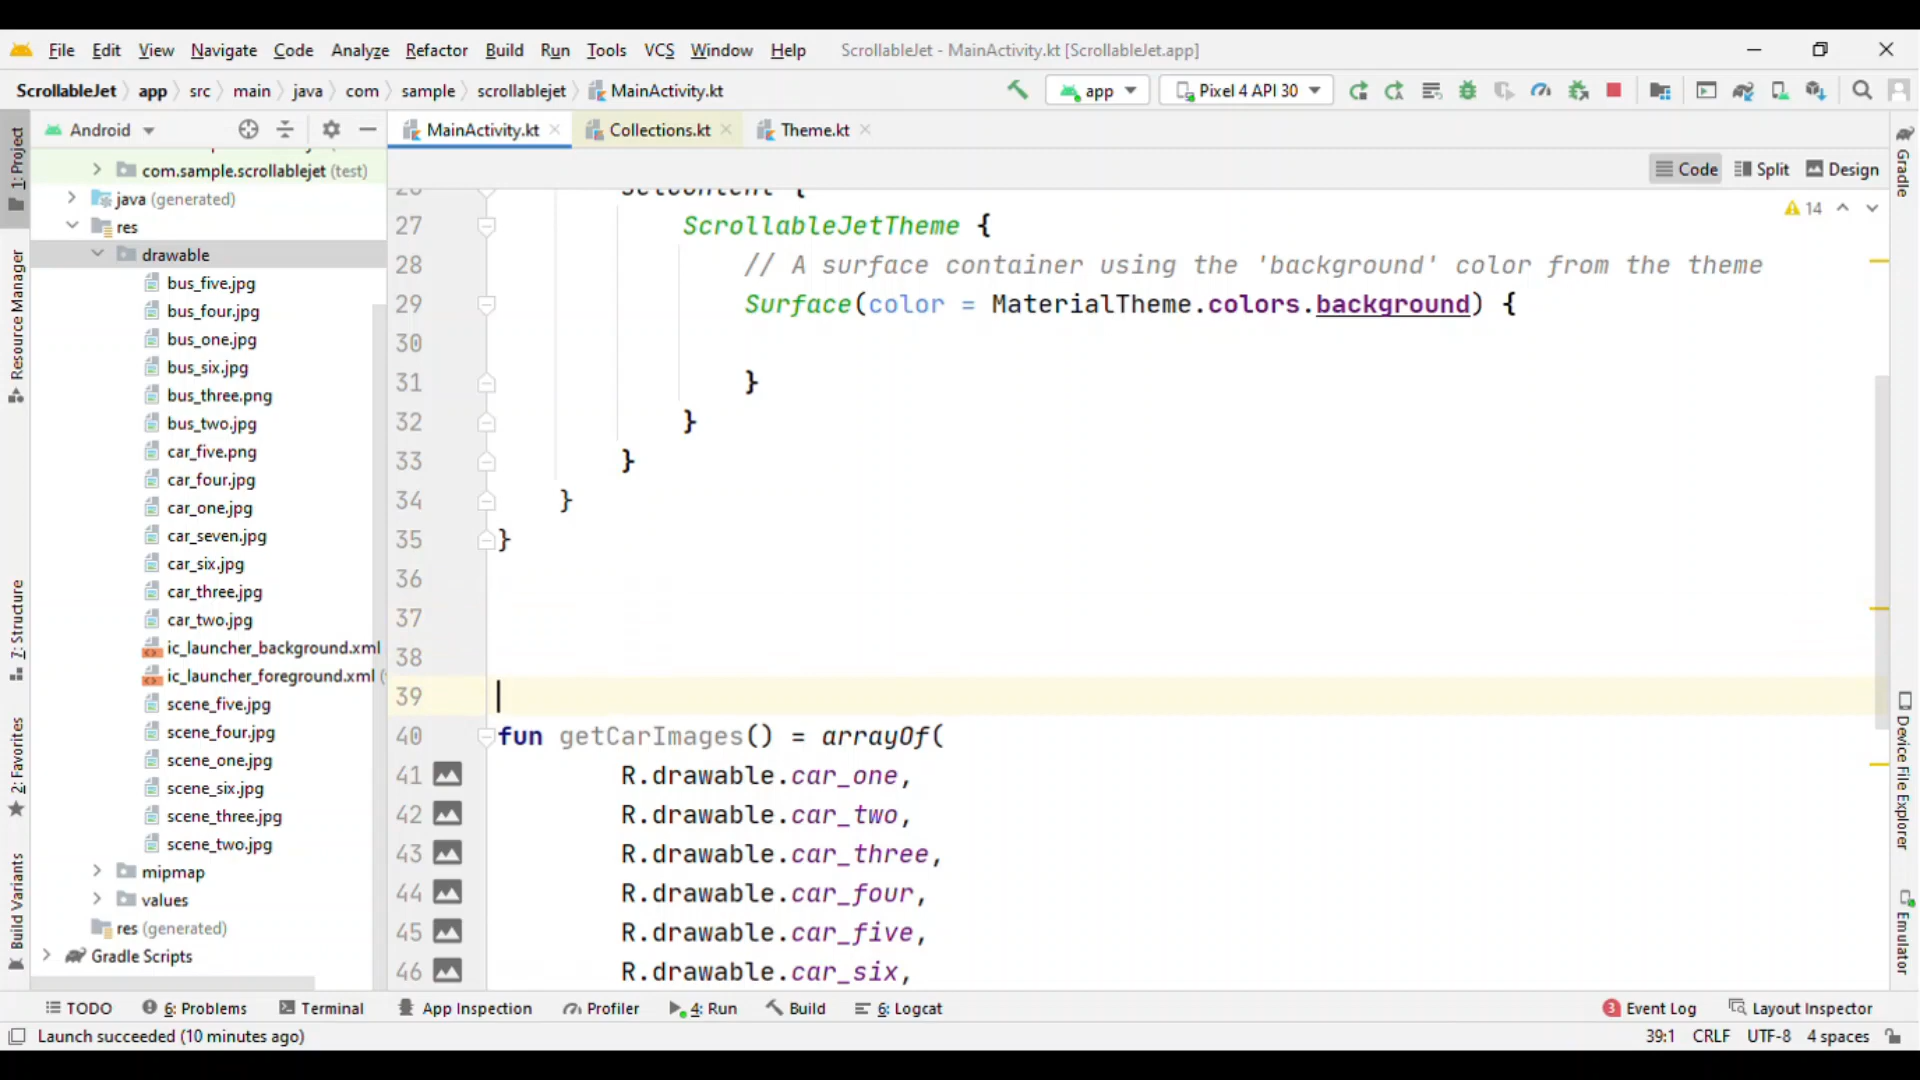 File Edit View Navigate Code Analyze Refactor Build Run Tools VCS Window Help ScrollableJet - MainActivity.kt [ScrollableJet.app]
ScrollableJet app src main java com sample scrollablejet MainActivity.kt app Pixel 4 API 30
Android MainActivity.kt Collections.kt Theme.kt
Code Split Design
14
1: Project
Resource Manager
7: Structure
2: Favorites
Build Variants
com.sample.scrollablejet (test)
java (generated)
res
drawable
bus_five.jpg
bus_four.jpg
bus_one.jpg
bus_six.jpg
bus_three.png
bus_two.jpg
car_five.png
car_four.jpg
car_one.jpg
car_seven.jpg
car_six.jpg
car_three.jpg
car_two.jpg
ic_launcher_background.xml
ic_launcher_foreground.xml (
scene_five.jpg
scene_four.jpg
scene_one.jpg
scene_six.jpg
scene_three.jpg
scene_two.jpg
mipmap
values
res (generated)
Gradle Scripts
26 setContent {
27 ScrollableJetTheme {
28 // A surface container using the 'background' color from the theme
29 Surface(color = MaterialTheme.colors.background) {
30
31 }
32 }
33 }
34 }
35 }
36
37
38
39
40 fun getCarImages() = arrayOf(
41 R.drawable.car_one,
42 R.drawable.car_two,
43 R.drawable.car_three,
44 R.drawable.car_four,
45 R.drawable.car_five,
46 R.drawable.car_six,
Gradle
Device File Explorer
Emulator
TODO 6: Problems Terminal App Inspection Profiler 4: Run Build 6: Logcat 3 Event Log Layout Inspector
Launch succeeded (10 minutes ago) 39:1 CRLF UTF-8 4 spaces